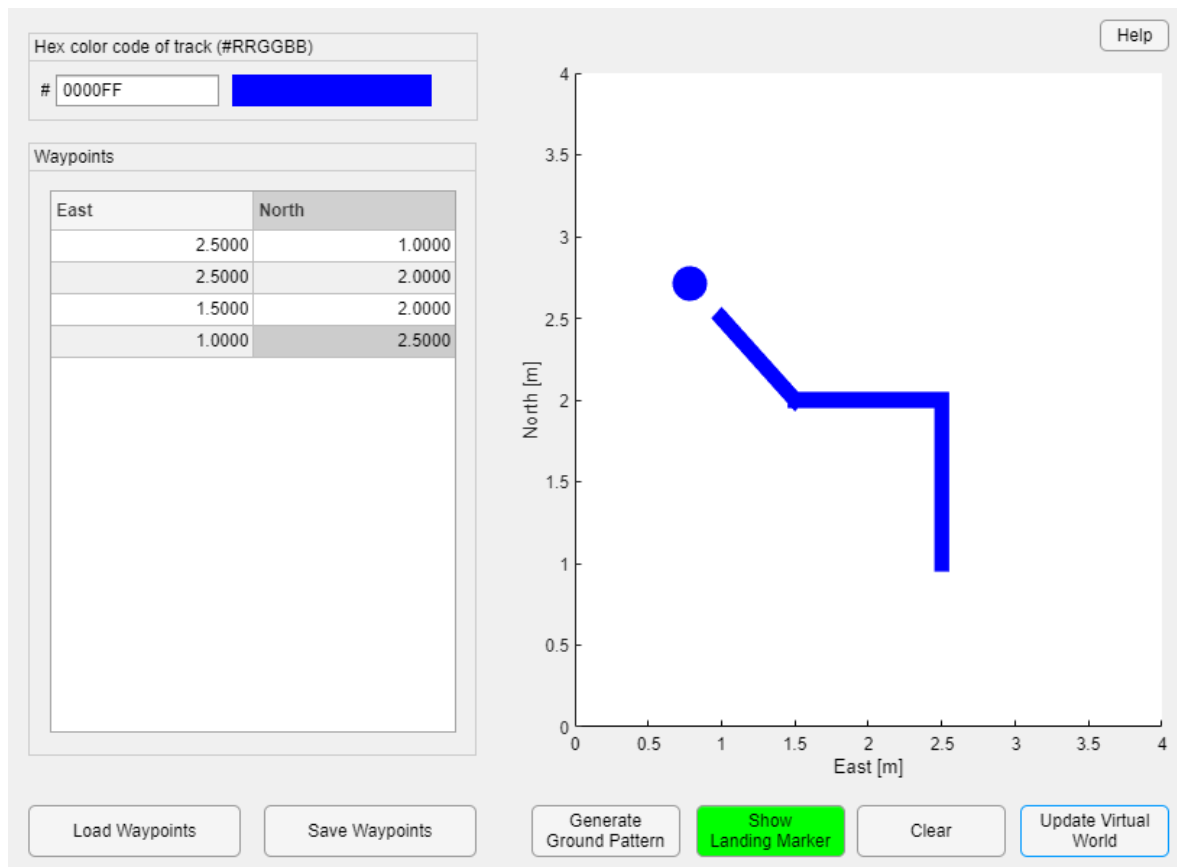 Hex color code of track (#RRGGBB)
# 0000FF
Waypoints
East North
2.5000 1.0000
2.5000 2.0000
1.5000 2.0000
1.0000 2.5000
Load Waypoints
Save Waypoints
Help
4
3.5
3
2.5
2
1.5
1
0.5
0
North [m]
0 0.5 1 1.5 2 2.5 3 3.5 4
East [m]
Generate
Ground Pattern
Show
Landing Marker
Clear
Update Virtual
World